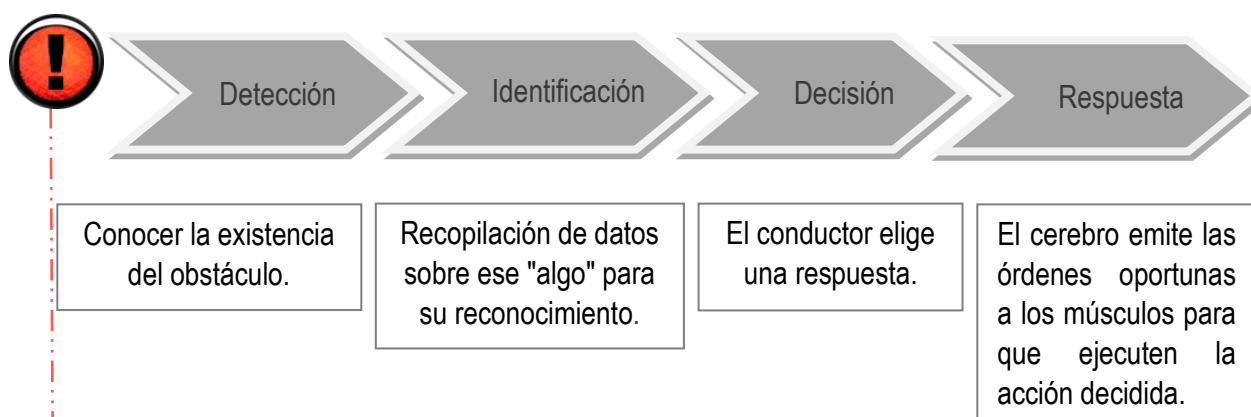 Detección
Identificación
Decisión
Respuesta
Conocer la existencia
del obstáculo.
Recopilación de datos
sobre ese "algo" para
su reconocimiento.
El conductor elige
una respuesta.
El cerebro emite las
órdenes oportunas
a los músculos para
que ejecuten la
acción decidida.